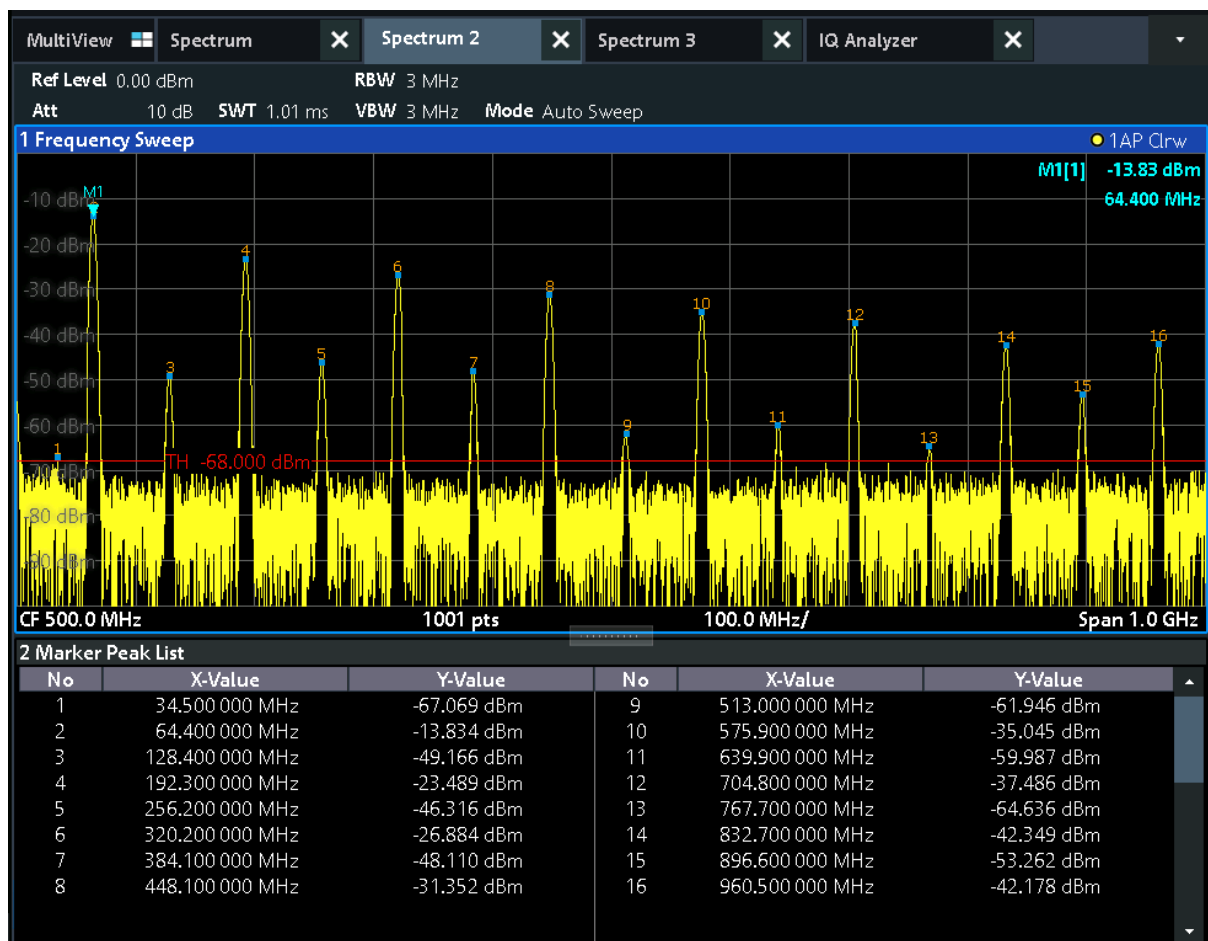 MultiView Spectrum Spectrum 2 Spectrum 3 IQ Analyzer
Ref Level 0.00 dBm RBW 3 MHz
Att 10 dB SWT 1.01 ms VBW 3 MHz Mode Auto Sweep
1 Frequency Sweep 1AP Clrw
M1[1] -13.83 dBm
64.400 MHz
M1
-10 dBm
-20 dBm
4
6
-30 dBm
8
10
12
-40 dBm
14
16
5
3
7
-50 dBm
15
11
-60 dBm
9
13
1
TH -68.000 dBm
-70 dBm
-80 dBm
-90 dBm
CF 500.0 MHz 1001 pts 100.0 MHz/ Span 1.0 GHz
2 Marker Peak List
No X-Value Y-Value No X-Value Y-Value
1 34.500 000 MHz -67.069 dBm 9 513.000 000 MHz -61.946 dBm
2 64.400 000 MHz -13.834 dBm 10 575.900 000 MHz -35.045 dBm
3 128.400 000 MHz -49.166 dBm 11 639.900 000 MHz -59.987 dBm
4 192.300 000 MHz -23.489 dBm 12 704.800 000 MHz -37.486 dBm
5 256.200 000 MHz -46.316 dBm 13 767.700 000 MHz -64.636 dBm
6 320.200 000 MHz -26.884 dBm 14 832.700 000 MHz -42.349 dBm
7 384.100 000 MHz -48.110 dBm 15 896.600 000 MHz -53.262 dBm
8 448.100 000 MHz -31.352 dBm 16 960.500 000 MHz -42.178 dBm